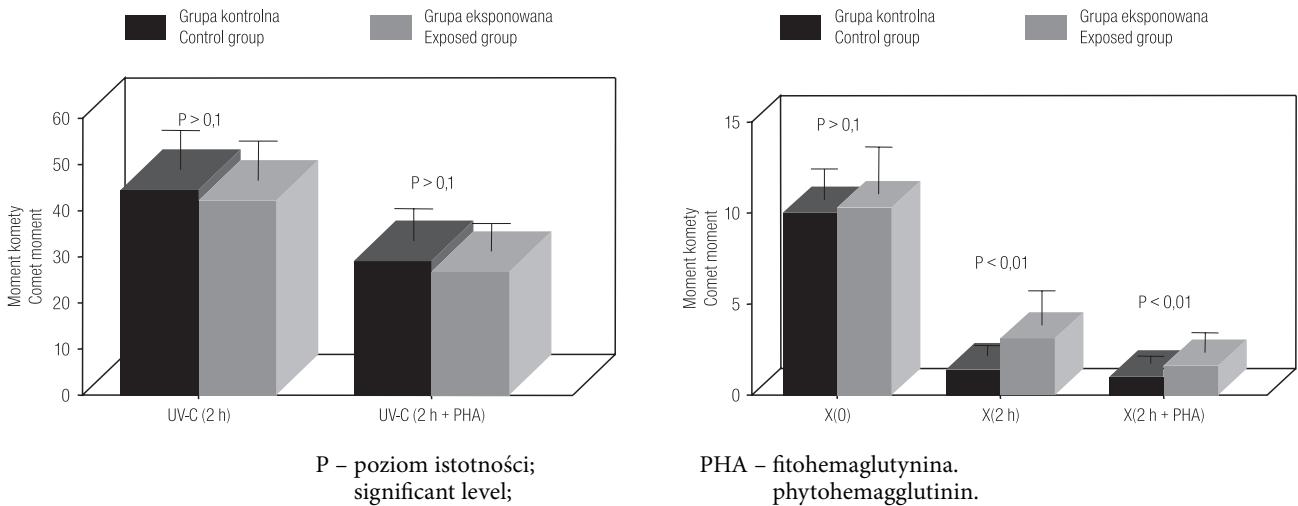 Grupa kontrolna
Control group
Grupa eksponowana
Exposed group
60
50
40
30
20
10
0
Moment komety
Comet moment
P > 0,1
P > 0,1
UV-C (2 h)
UV-C (2 h + PHA)
Grupa kontrolna
Control group
Grupa eksponowana
Exposed group
15
10
5
0
Moment komety
Comet moment
P > 0,1
P < 0,01
P < 0,01
X(0)
X(2 h)
X(2 h + PHA)
P – poziom istotności;
significant level;
PHA – fitohemaglutynina.
phytohemagglutinin.